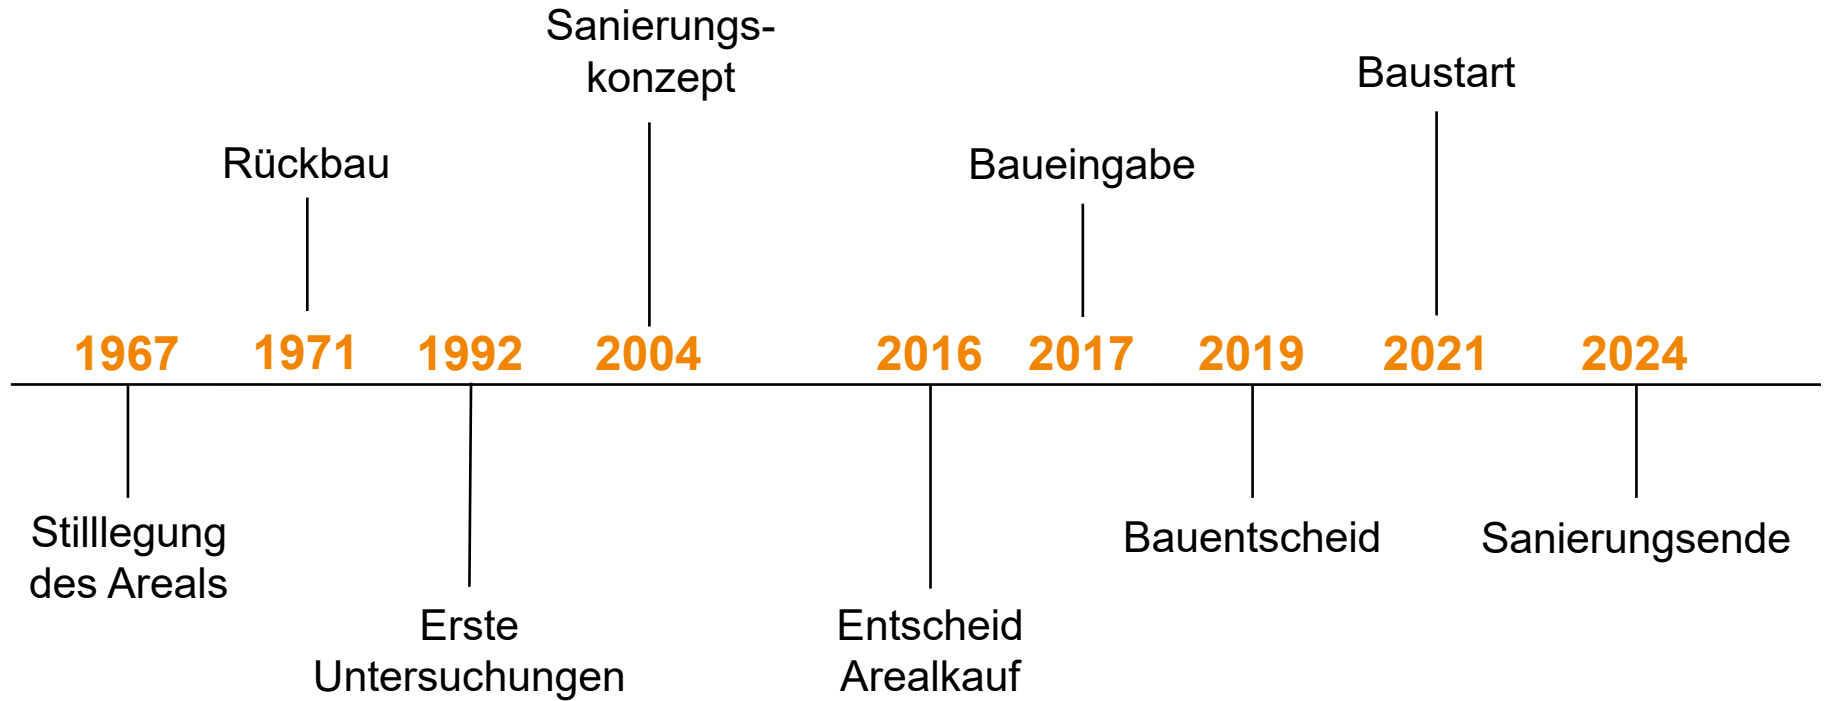 Sanierungs-
konzept
Baustart
Rückbau
Baueingabe
1967 1971 1992 2004 2016 2017 2019 2021 2024
Stilllegung
des Areals
Bauentscheid
Sanierungsende
Erste
Untersuchungen
Entscheid
Arealkauf